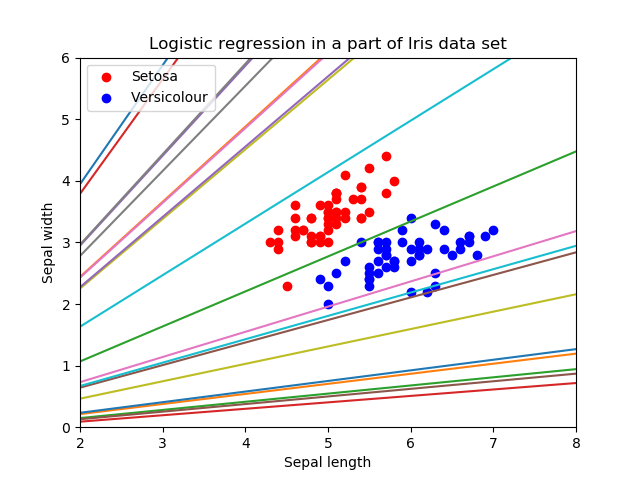 Logistic regression in a part of Iris data set
Setosa
Versicolour
Sepal width
6
5
4
3
2
1
0
2 3 4 5 6 7 8
Sepal length